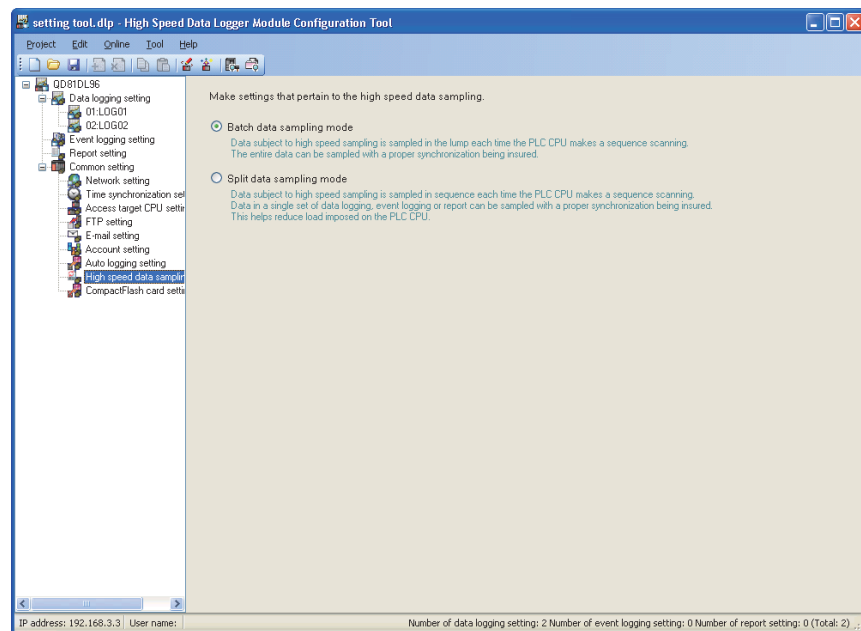 setting tool.dlp - High Speed Data Logger Module Configuration Tool
Project Edit Online Tool Help
QD81DL96
Data logging setting
01:LOG01
02:LOG02
Event logging setting
Report setting
Common setting
Network setting
Time synchronization set
Access target CPU settin
FTP setting
E-mail setting
Account setting
Auto logging setting
High speed data samplin
CompactFlash card settin
Make settings that pertain to the high speed data sampling.
Batch data sampling mode
Data subject to high speed sampling is sampled in the lump each time the PLC CPU makes a sequence scanning.
The entire data can be sampled with a proper synchronization being insured.
Split data sampling mode
Data subject to high speed sampling is sampled in sequence each time the PLC CPU makes a sequence scanning.
Data in a single set of data logging, event logging or report can be sampled with a proper synchronization being insured.
This helps reduce load imposed on the PLC CPU.
IP address: 192.168.3.3 User name: Number of data logging setting: 2 Number of event logging setting: 0 Number of report setting: 0 (Total: 2)